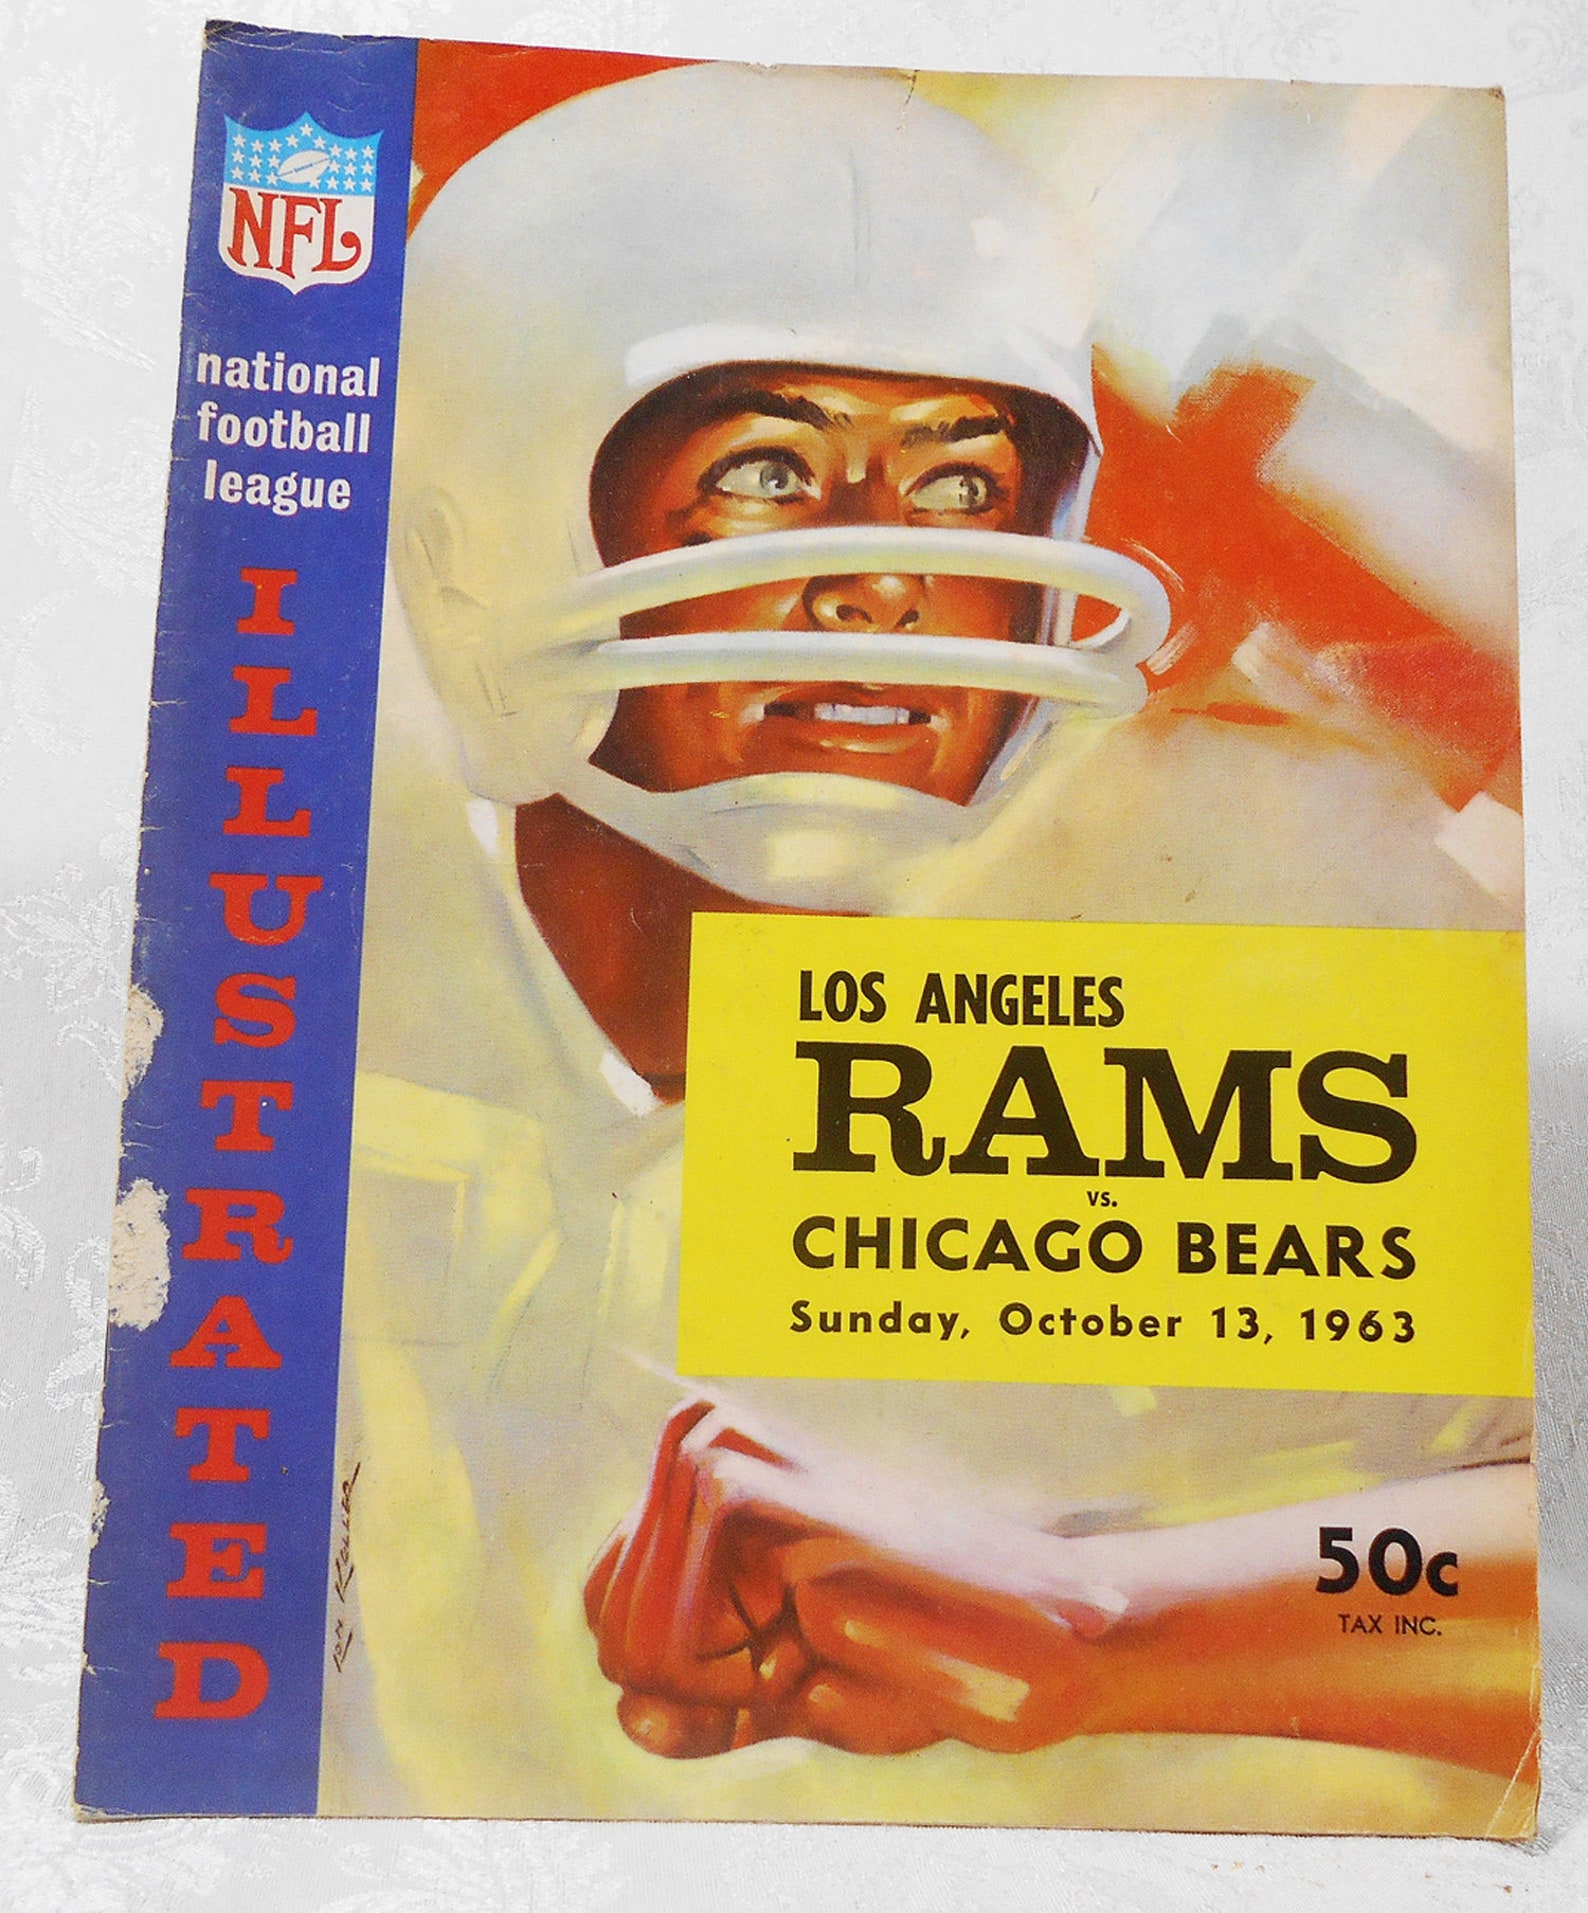 NFL
national
football
league
ILLUSTRATED
LOS ANGELES
RAMS
vs.
CHICAGO BEARS
Sunday, October 13, 1963
50c
TAX INC.